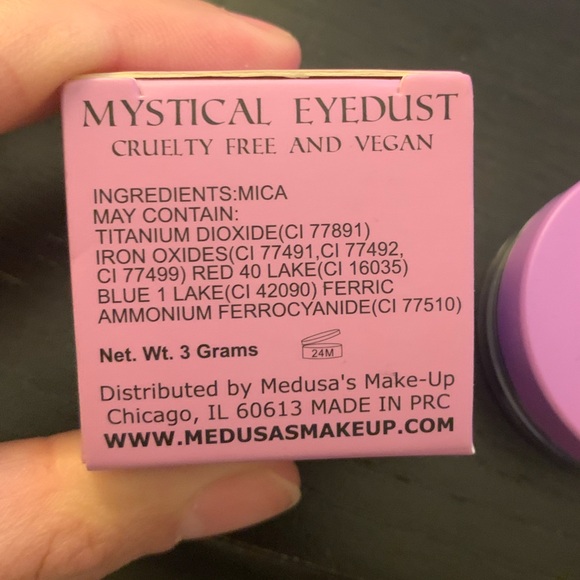 MYSTICAL EYEDUST
CRUELTY FREE AND VEGAN
INGREDIENTS:MICA
MAY CONTAIN:
TITANIUM DIOXIDE(CI 77891)
IRON OXIDES(CI 77491,CI 77492,
CI 77499) RED 40 LAKE(CI 16035)
BLUE 1 LAKE(CI 42090) FERRIC
AMMONIUM FERROCYANIDE(CI 77510)
Net. Wt. 3 Grams
24M
Distributed by Medusa's Make-Up
Chicago, IL 60613 MADE IN PRC
WWW.MEDUSASMAKEUP.COM